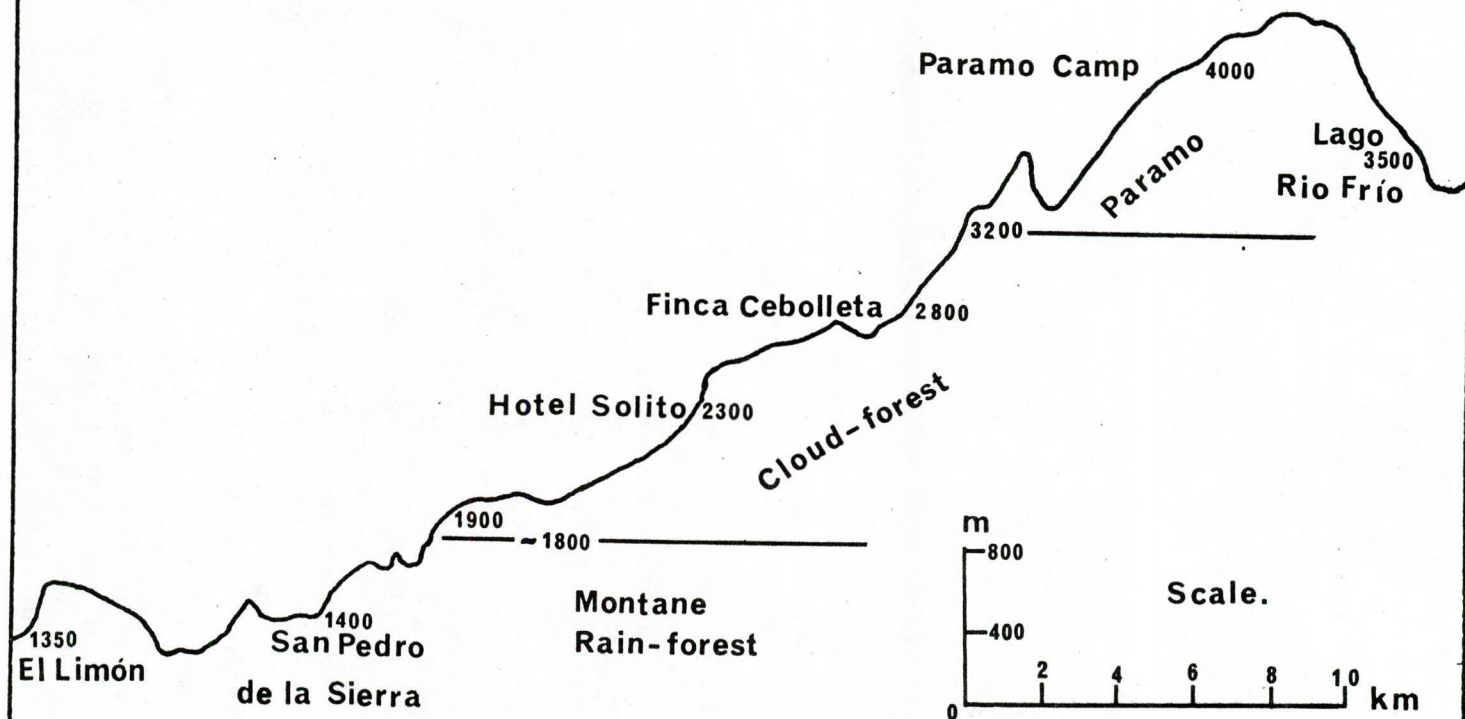 Paramo Camp
4000
Lago
3500
Rio Frío
Paramo
3200
Finca Cebolleta
2800
Hotel Solito
2300
Cloud-forest
1900
~1800
1350
El Limón
1400
San Pedro
de la Sierra
Montane
Rain-forest
m
800
400
0
2 4 6 8 10
km
Scale.